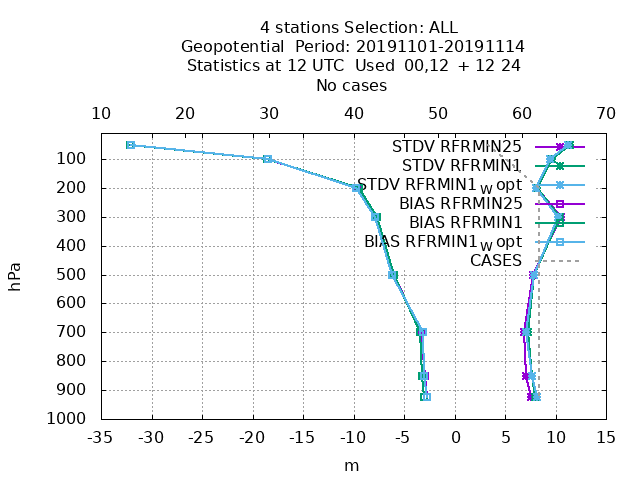 4 stations Selection: ALL
Geopotential  Period: 20191101-20191114
Statistics at 12 UTC  Used  00,12  + 12 24
No cases
10 20 30 40 50 60 70
STDV RFRMIN25
100
STDV RFRMIN1
200
STDV RFRMIN1w opt
BIAS RFRMIN25
300
BIAS RFRMIN1
400
BIAS RFRMIN1w opt
CASES
500
600
700
800
900
1000
hPa
-35 -30 -25 -20 -15 -10 -5 0 5 10 15
m